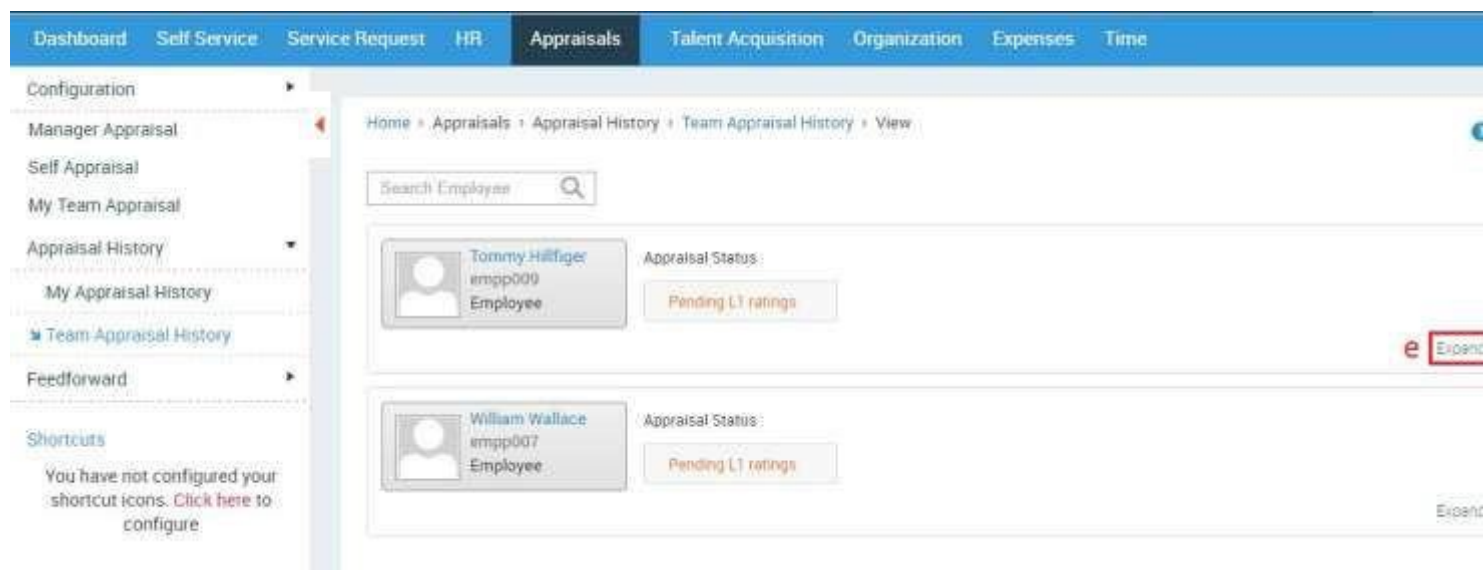 Dashboard Self Service Service Request HR Appraisals Talent Acquisition Organization Expenses Time
Configuration
Manager Appraisal
Self Appraisal
My Team Appraisal
Appraisal History
My Appraisal History
Team Appraisal History
Feedforward
Shortcuts
You have not configured your
shortcut icons. Click here to
configure
Home › Appraisals › Appraisal History › Team Appraisal History › View
Search Employee
Tommy Hillfiger
empp009
Employee
Appraisal Status
Pending L1 ratings
e Expand
William Wallace
empp007
Employee
Appraisal Status
Pending L1 ratings
Expand